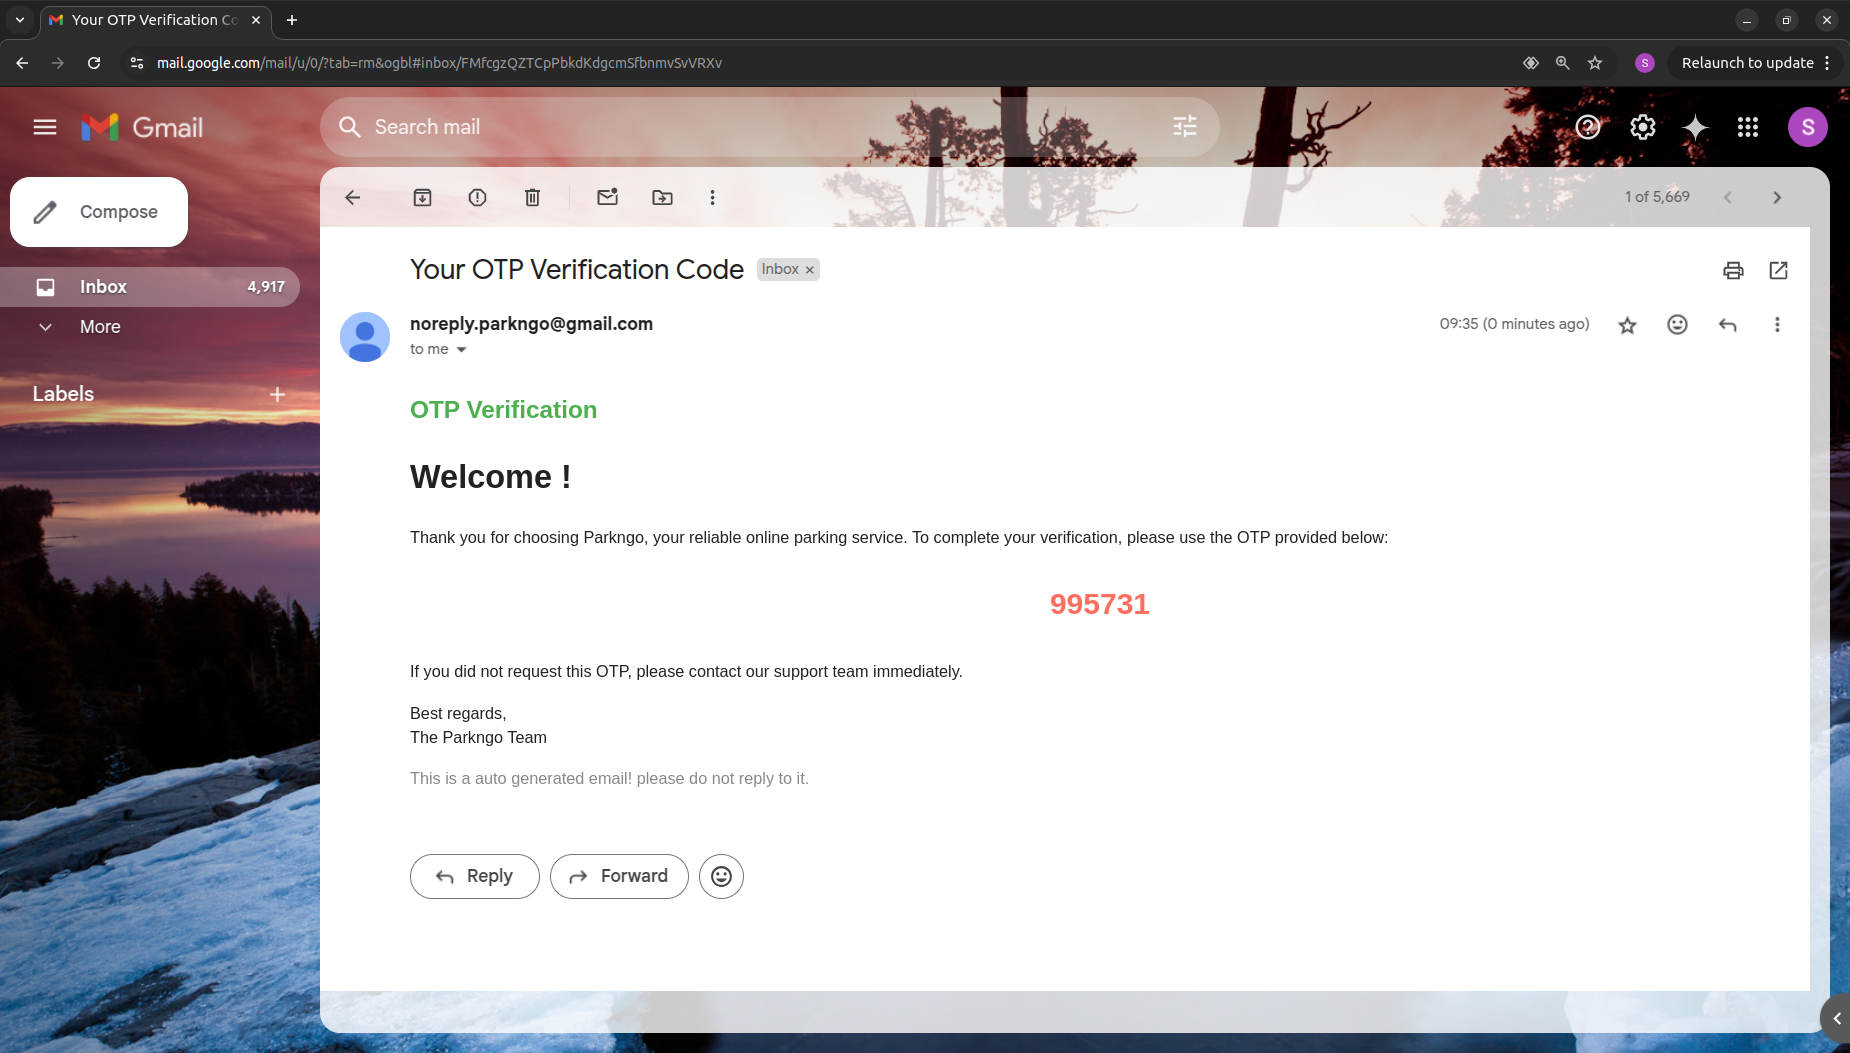 Your OTP Verification Co
mail.google.com/mail/u/0/?tab=rm&ogbl#inbox/FMfcgzQZTCpPbkdKdgcmSfbnmvSvVRXv
S
Relaunch to update
Gmail
Search mail
S
Compose
1 of 5,669
Inbox 4,917
More
Labels
Your OTP Verification Code
Inbox ×
noreply.parkngo@gmail.com
09:35 (0 minutes ago)
to me
OTP Verification
Welcome !
Thank you for choosing Parkngo, your reliable online parking service. To complete your verification, please use the OTP provided below:
995731
If you did not request this OTP, please contact our support team immediately.
Best regards,
The Parkngo Team
This is a auto generated email! please do not reply to it.
Reply
Forward